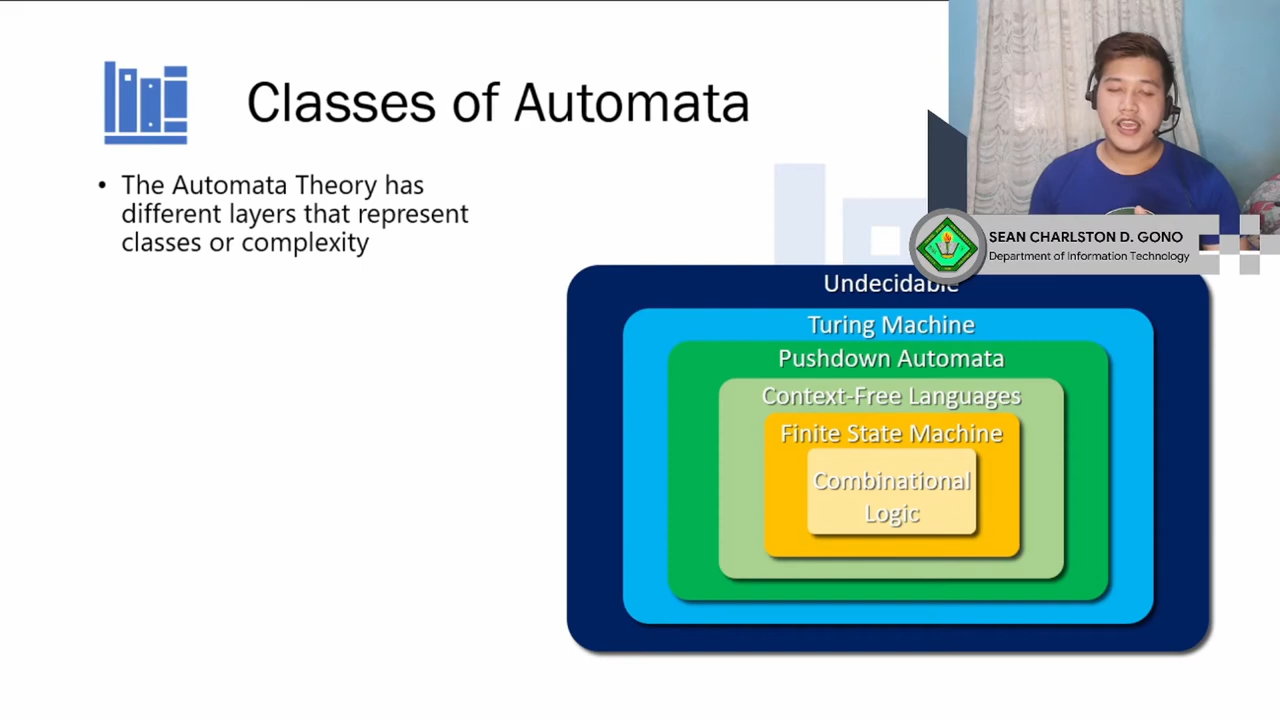 Classes of Automata
• The Automata Theory has
different layers that represent
classes or complexity
SEAN CHARLSTON D. GONO
Department of Information Technology
Undecidable
Turing Machine
Pushdown Automata
Context-Free Languages
Finite State Machine
Combinational
Logic